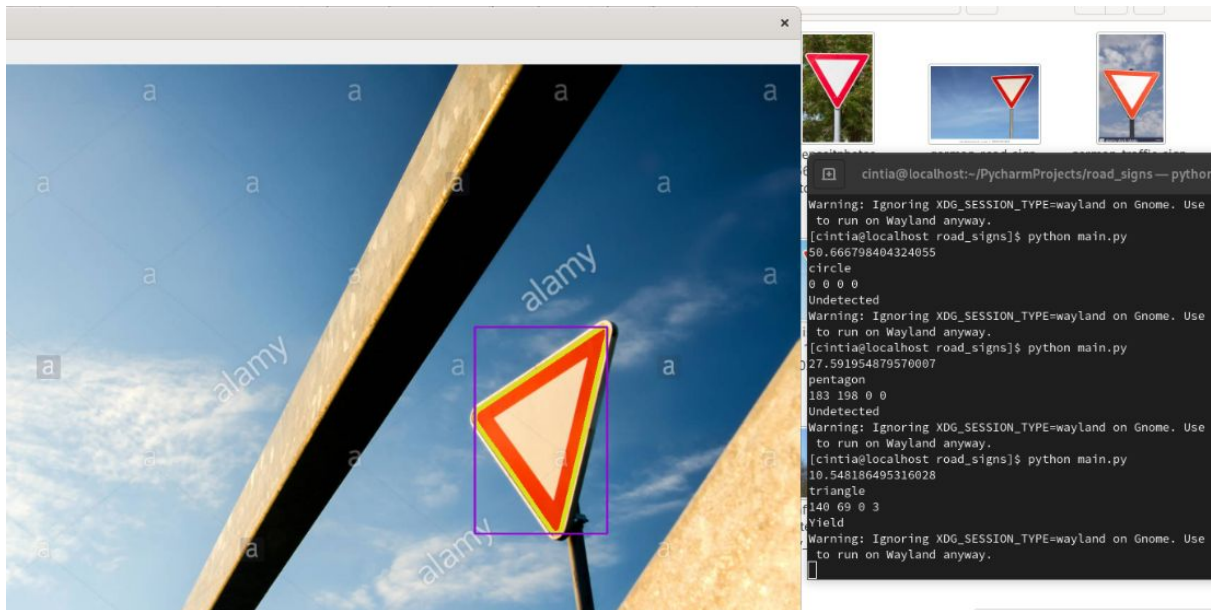 ×
a a a a
a a a a
a a
alamy
a a a a
alamy
a a a
a a
alamy
cintia@localhost:~/PycharmProjects/road_signs — python
Warning: Ignoring XDG_SESSION_TYPE=wayland on Gnome. Use
to run on Wayland anyway.
[cintia@localhost road_signs]$ python main.py
50.666798404324055
circle
0 0 0 0
Undetected
Warning: Ignoring XDG_SESSION_TYPE=wayland on Gnome. Use
to run on Wayland anyway.
[cintia@localhost road_signs]$ python main.py
27.591954879570007
pentagon
183 198 0 0
Undetected
Warning: Ignoring XDG_SESSION_TYPE=wayland on Gnome. Use
to run on Wayland anyway.
[cintia@localhost road_signs]$ python main.py
10.548186495316028
triangle
140 69 0 3
Yield
Warning: Ignoring XDG_SESSION_TYPE=wayland on Gnome. Use
to run on Wayland anyway.